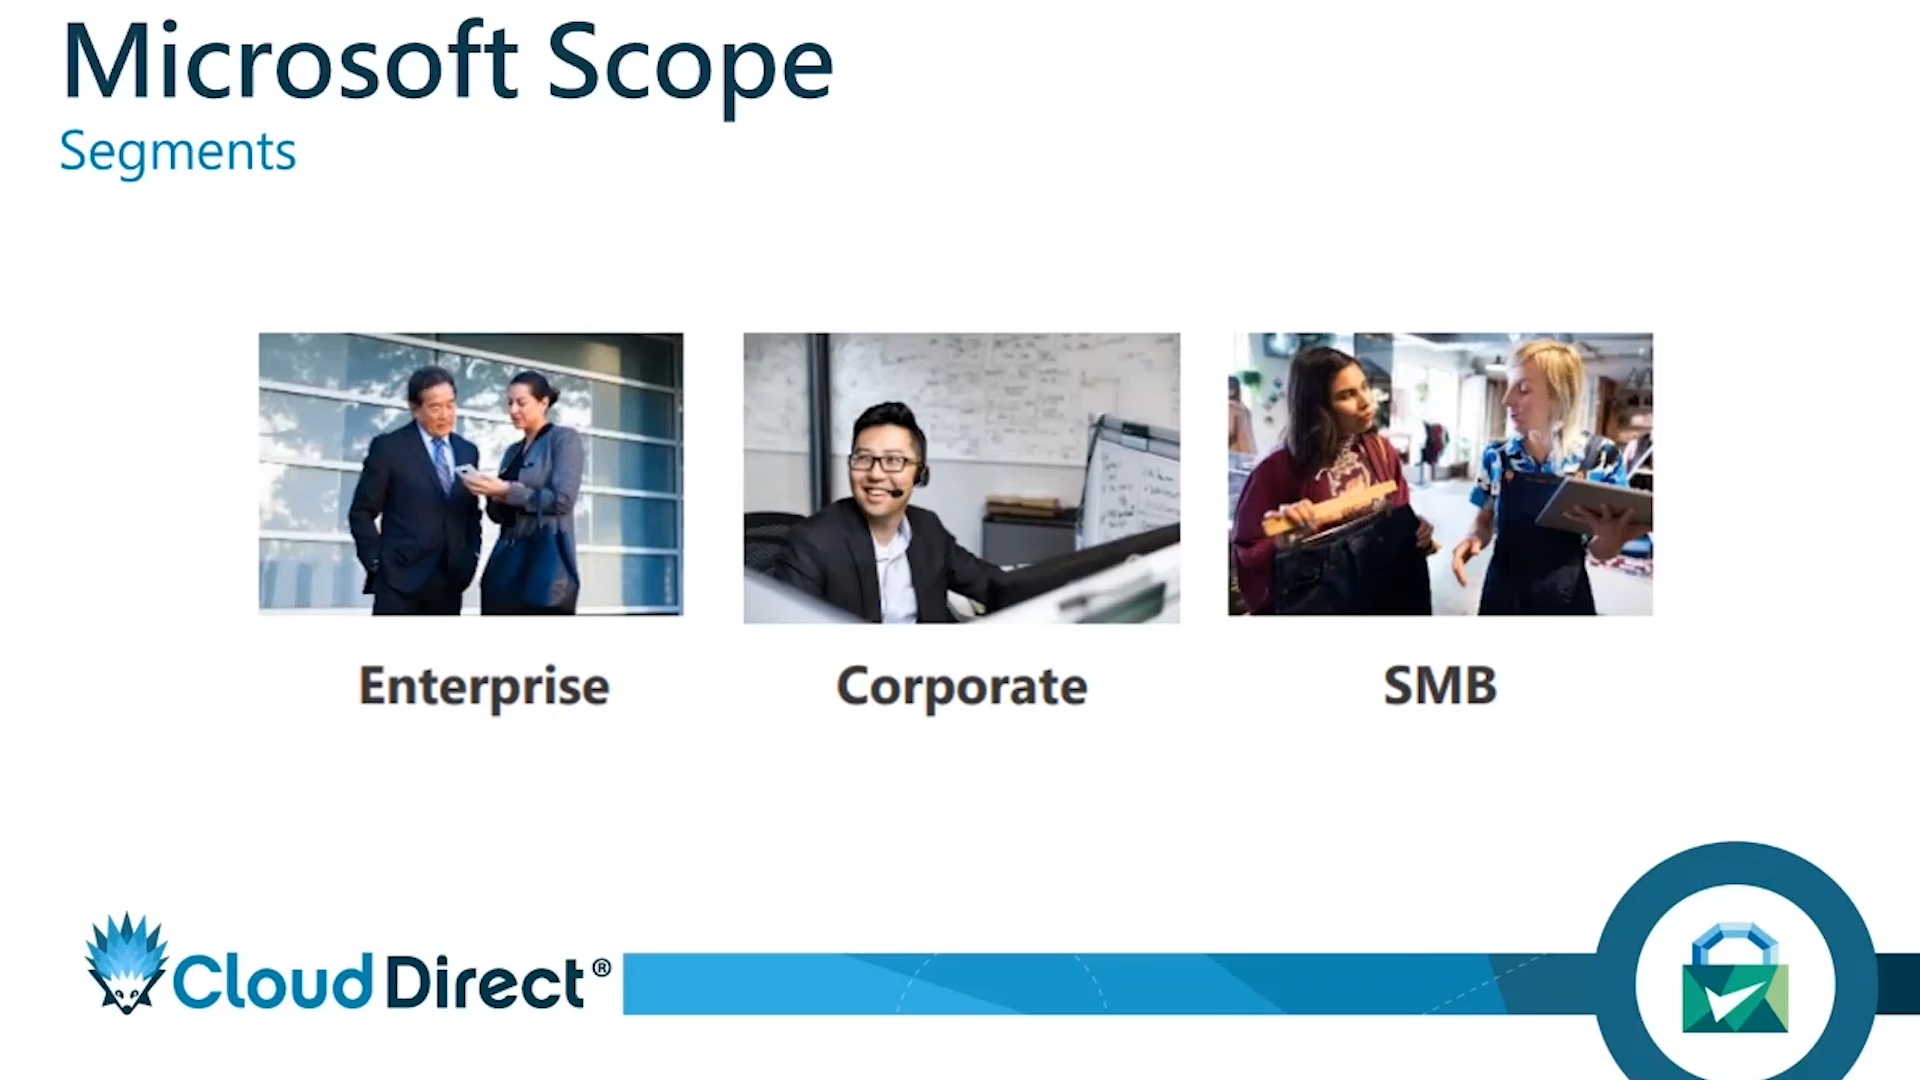 Microsoft Scope
Segments
Enterprise
Corporate
SMB
Cloud Direct®